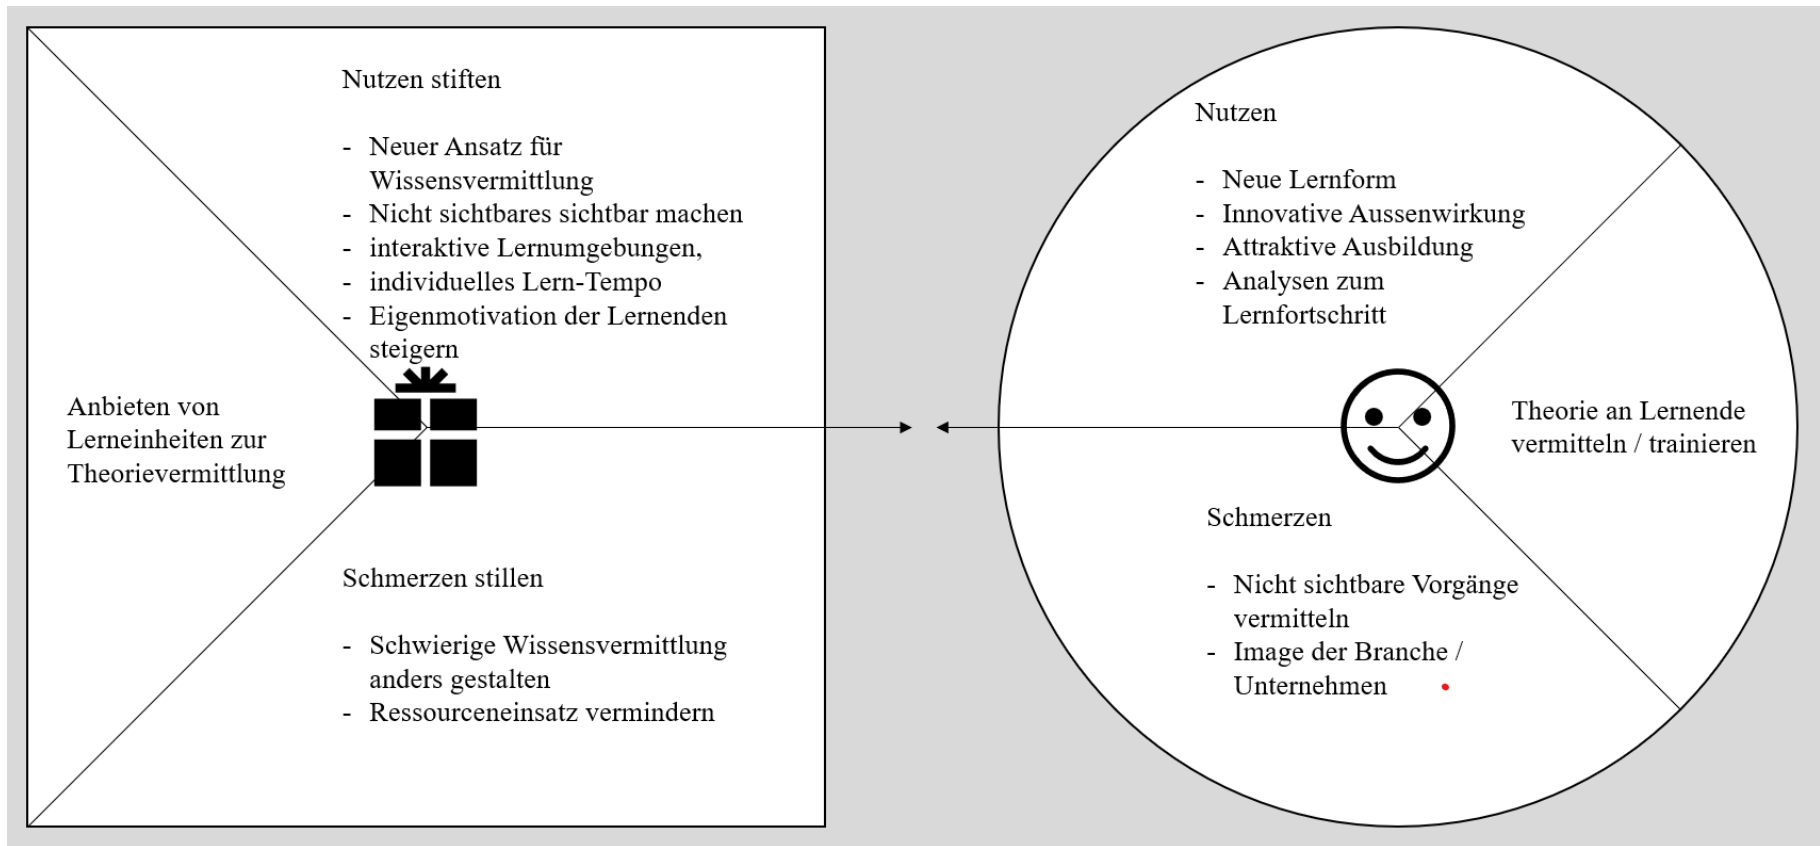 Nutzen stiften
- Neuer Ansatz für
Wissensvermittlung
- Nicht sichtbares sichtbar machen
- interaktive Lernumgebungen,
- individuelles Lern-Tempo
- Eigenmotivation der Lernenden
steigern
Anbieten von
Lerneinheiten zur
Theorievermittlung
Schmerzen stillen
- Schwierige Wissensvermittlung
anders gestalten
- Ressourceneinsatz vermindern
Nutzen
- Neue Lernform
- Innovative Aussenwirkung
- Attraktive Ausbildung
- Analysen zum
Lernfortschritt
Theorie an Lernende
vermitteln / trainieren
Schmerzen
- Nicht sichtbare Vorgänge
vermitteln
- Image der Branche /
Unternehmen